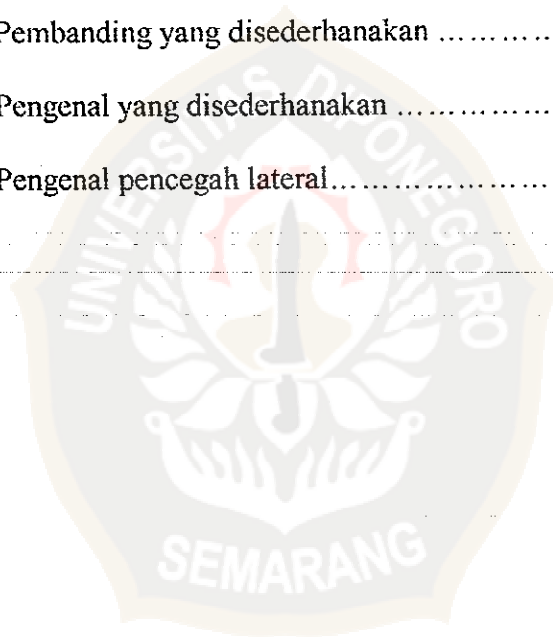 Pembanding yang disederhanakan ............
Pengenal yang disederhanakan ...............
Pengenal pencegah lateral.....................
UNIVERSITAS DIPONEGORO
SEMARANG